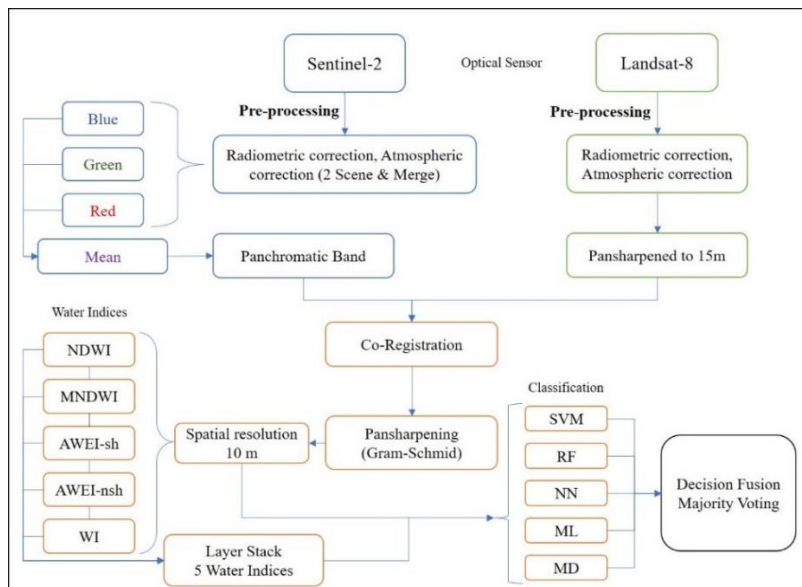 Sentinel-2
Optical Sensor
Landsat-8
Pre-processing
Pre-processing
Blue
Green
Red
Mean
Radiometric correction, Atmospheric
correction (2 Scene & Merge)
Radiometric correction,
Atmospheric correction
Panchromatic Band
Pansharpened to 15m
Co-Registration
Water Indices
NDWI
MNDWI
AWEI-sh
AWEI-nsh
WI
Spatial resolution
10 m
Pansharpening
(Gram-Schmid)
Layer Stack
5 Water Indices
Classification
SVM
RF
NN
ML
MD
Decision Fusion
Majority Voting